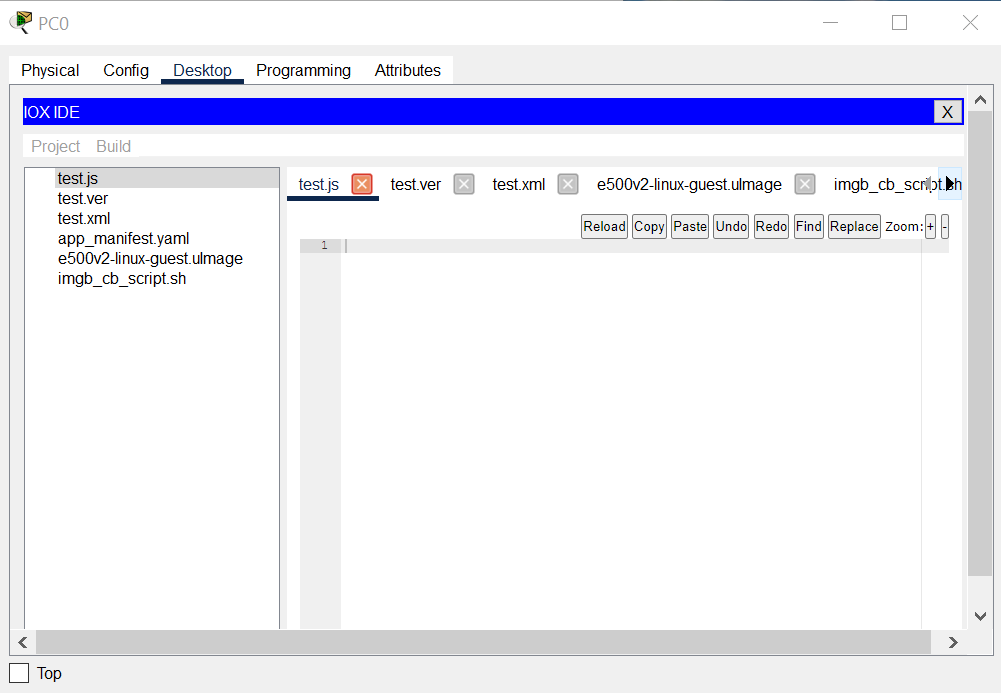 PC0
Physical Config Desktop Programming Attributes
IOX IDE X
Project Build
test.js
test.ver
test.xml
app_manifest.yaml
e500v2-linux-guest.uImage
imgb_cb_script.sh
test.js test.ver test.xml e500v2-linux-guest.uImage imgb_cb_script.sh
Reload Copy Paste Undo Redo Find Replace Zoom: + -
1
Top